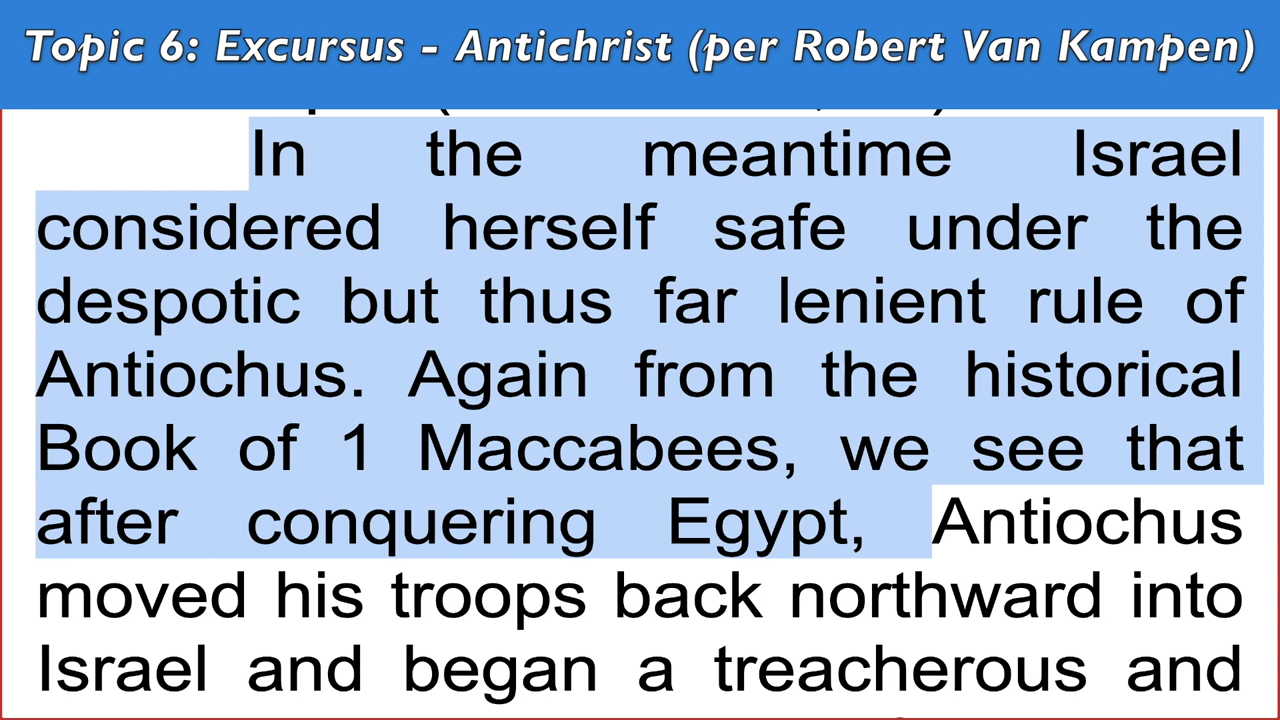 Topic 6: Excursus - Antichrist (per Robert Van Kampen)
In the meantime Israel
considered herself safe under the
despotic but thus far lenient rule of
Antiochus. Again from the historical
Book of 1 Maccabees, we see that
after conquering Egypt, Antiochus
moved his troops back northward into
Israel and began a treacherous and